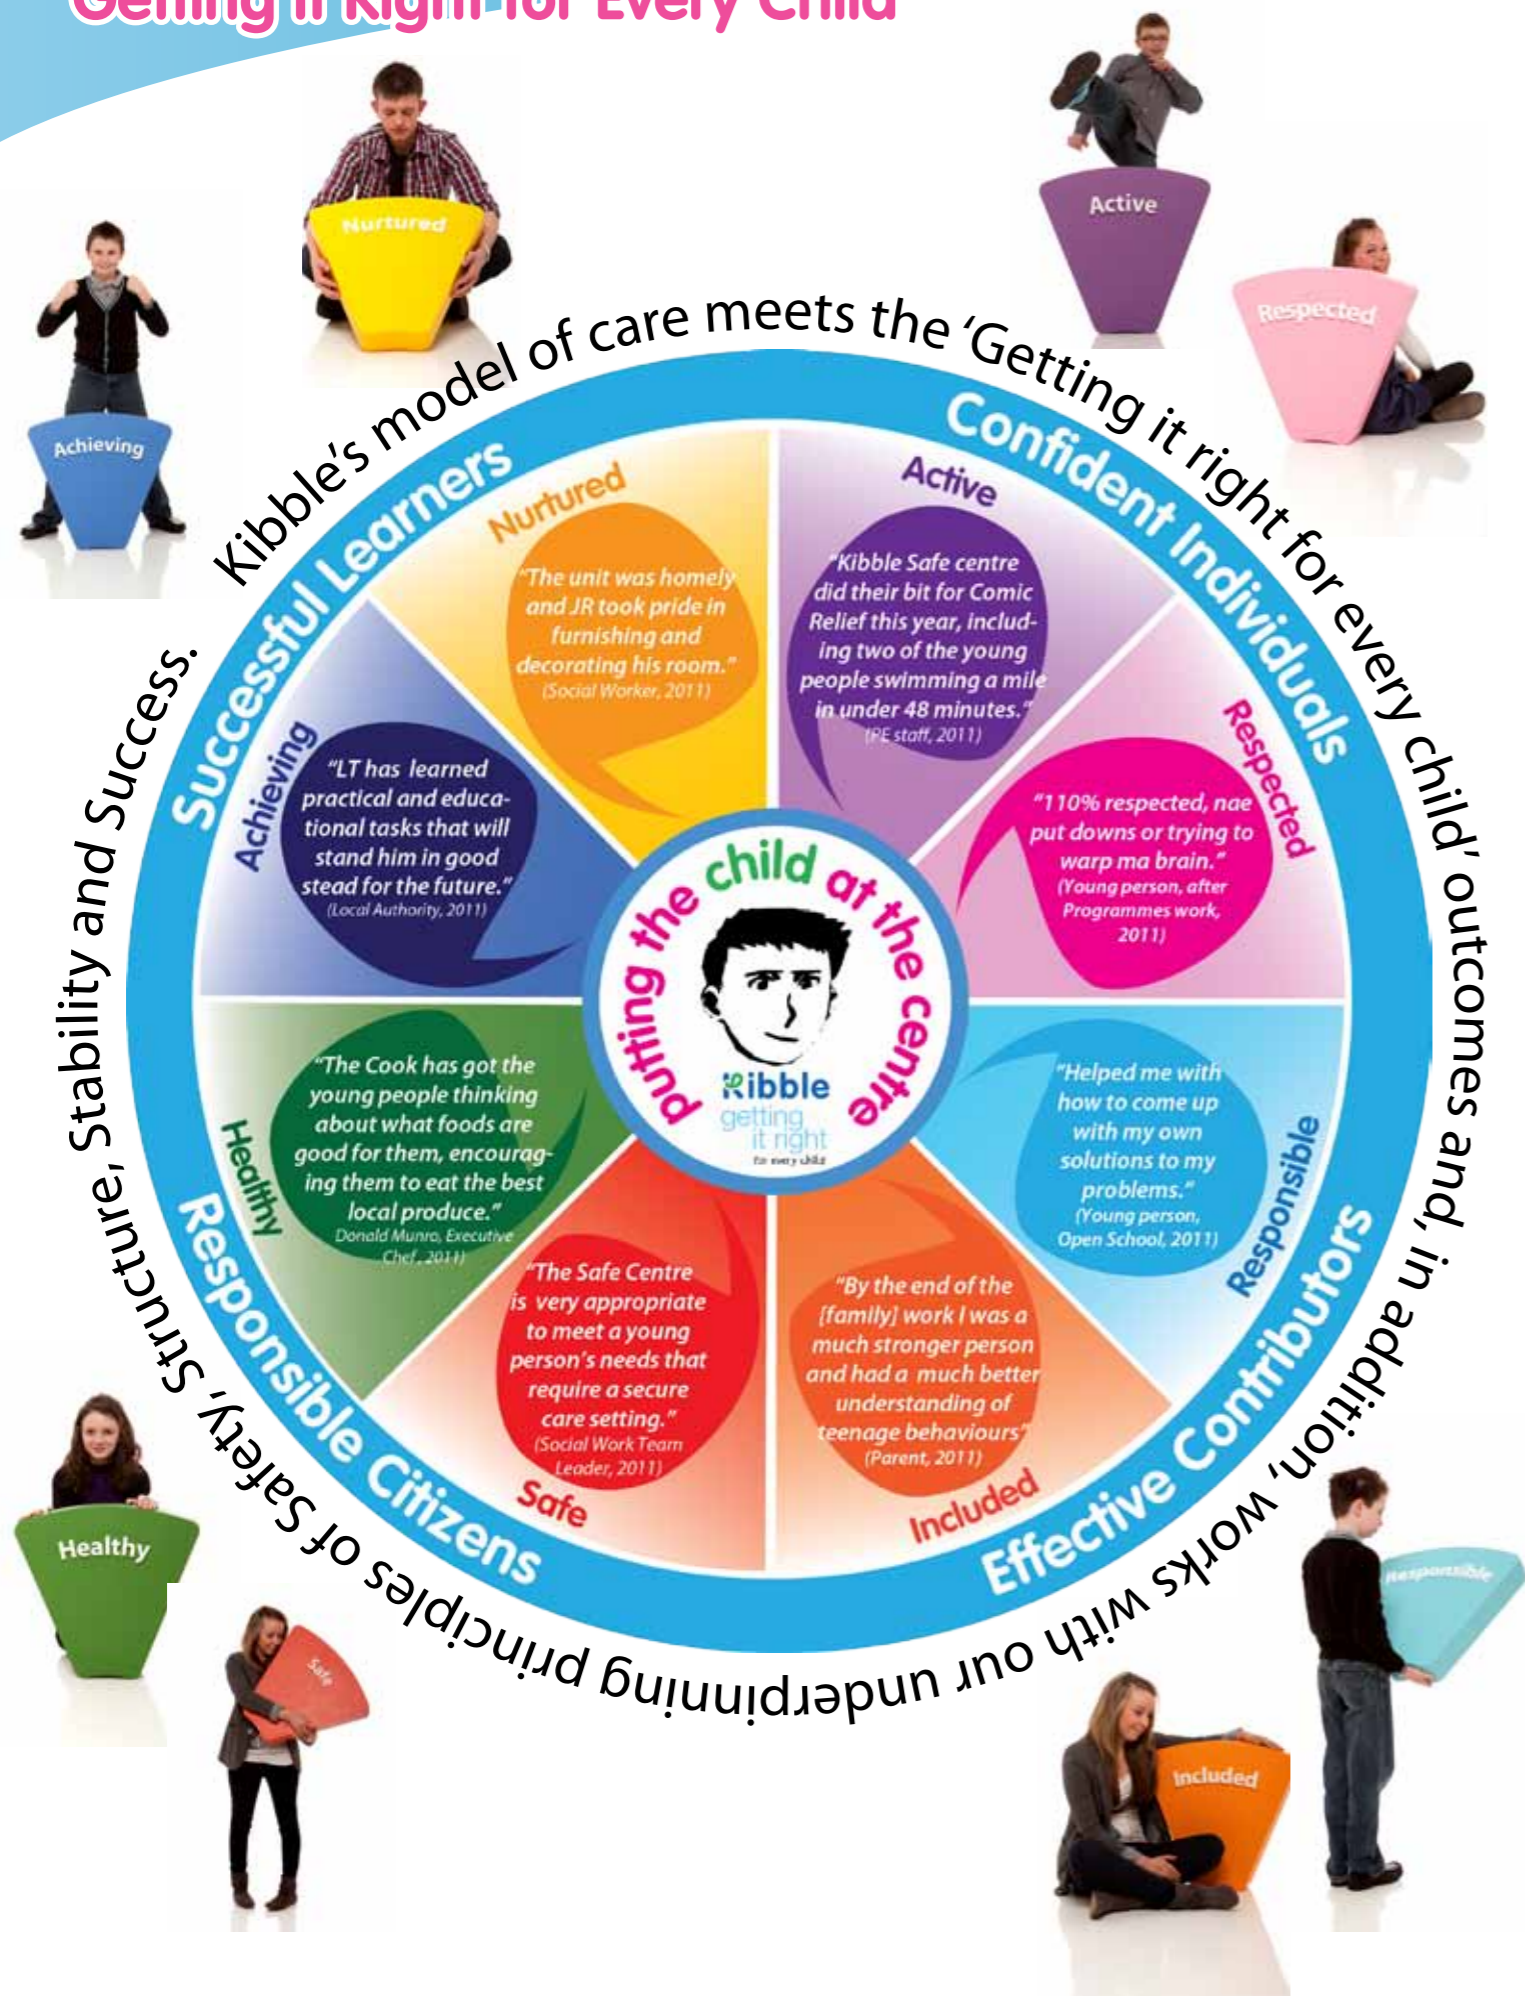 Getting it Right for Every Child
Nurtured
Active
Achieving
Respected
Kibble's model of care meets the 'Getting it right for every child' outcomes and, in addition, works with our underpinning principles of Safety, Structure, Stability and Success.
Successful Learners
Confident Individuals
Effective Contributors
Responsible Citizens
Nurtured
"The unit was homely
and JR took pride in
furnishing and
decorating his room."
(Social Worker, 2011)
Active
"Kibble Safe centre
did their bit for Comic
Relief this year, includ-
ing two of the young
people swimming a mile
in under 48 minutes."
(PE staff, 2011)
Respected
"110% respected, nae
put downs or trying to
warp ma brain."
(Young person, after
Programmes work,
2011)
Responsible
"Helped me with
how to come up
with my own
solutions to my
problems."
(Young person,
Open School, 2011)
Included
"By the end of the
[family] work I was a
much stronger person
and had a much better
understanding of
teenage behaviours"
(Parent, 2011)
Safe
"The Safe Centre
is very appropriate
to meet a young
person's needs that
require a secure
care setting."
(Social Work Team
Leader, 2011)
Healthy
"The Cook has got the
young people thinking
about what foods are
good for them, encourag-
ing them to eat the best
local produce."
Donald Munro, Executive
Chef, 2011)
Achieving
"LT has learned
practical and educa-
tional tasks that will
stand him in good
stead for the future."
(Local Authority, 2011)
putting the child at the centre
Kibble
getting
it right
for every child
Healthy
Safe
Included
Responsible